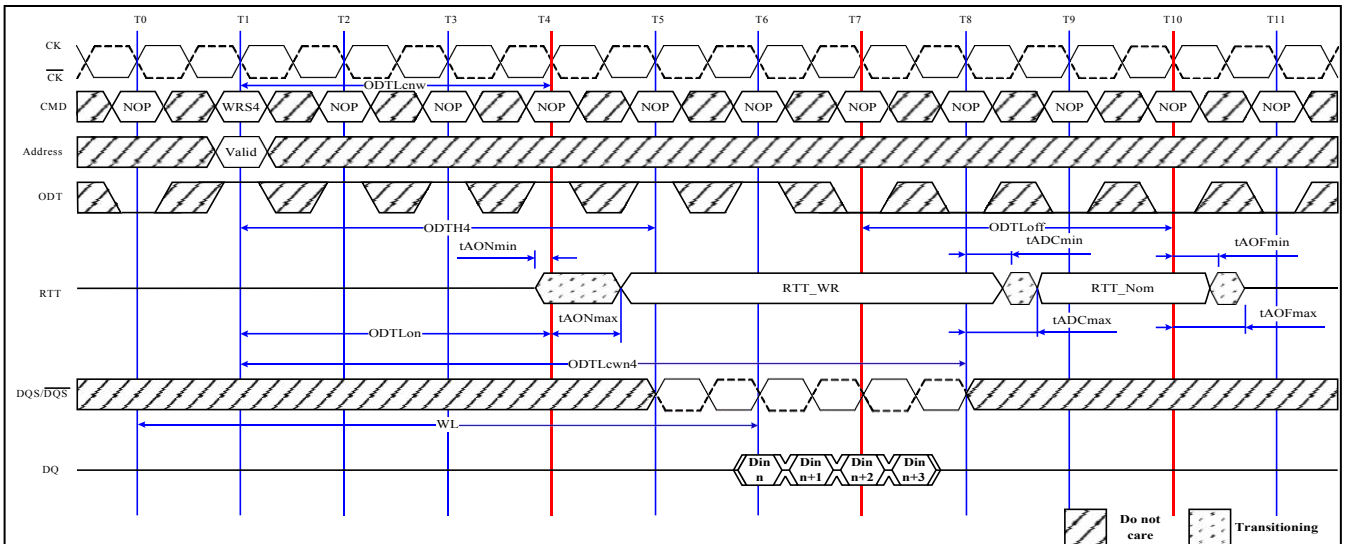 T0 T1 T2 T3 T4 T5 T6 T7 T8 T9 T10 T11
CK
CK
ODTLcnw
CMD NOP WRS4 NOP NOP NOP NOP NOP NOP NOP NOP NOP NOP
Address Valid
ODT
ODTH4 ODTLoff
tAONmin tADCmin tAOFmin
RTT RTT_WR RTT_Nom
ODTLon tAONmax tADCmax tAOFmax
ODTLcwn4
DQS/DQS
WL
DQ
Din n
Din n+1
Din n+2
Din n+3
Do not care
Transitioning